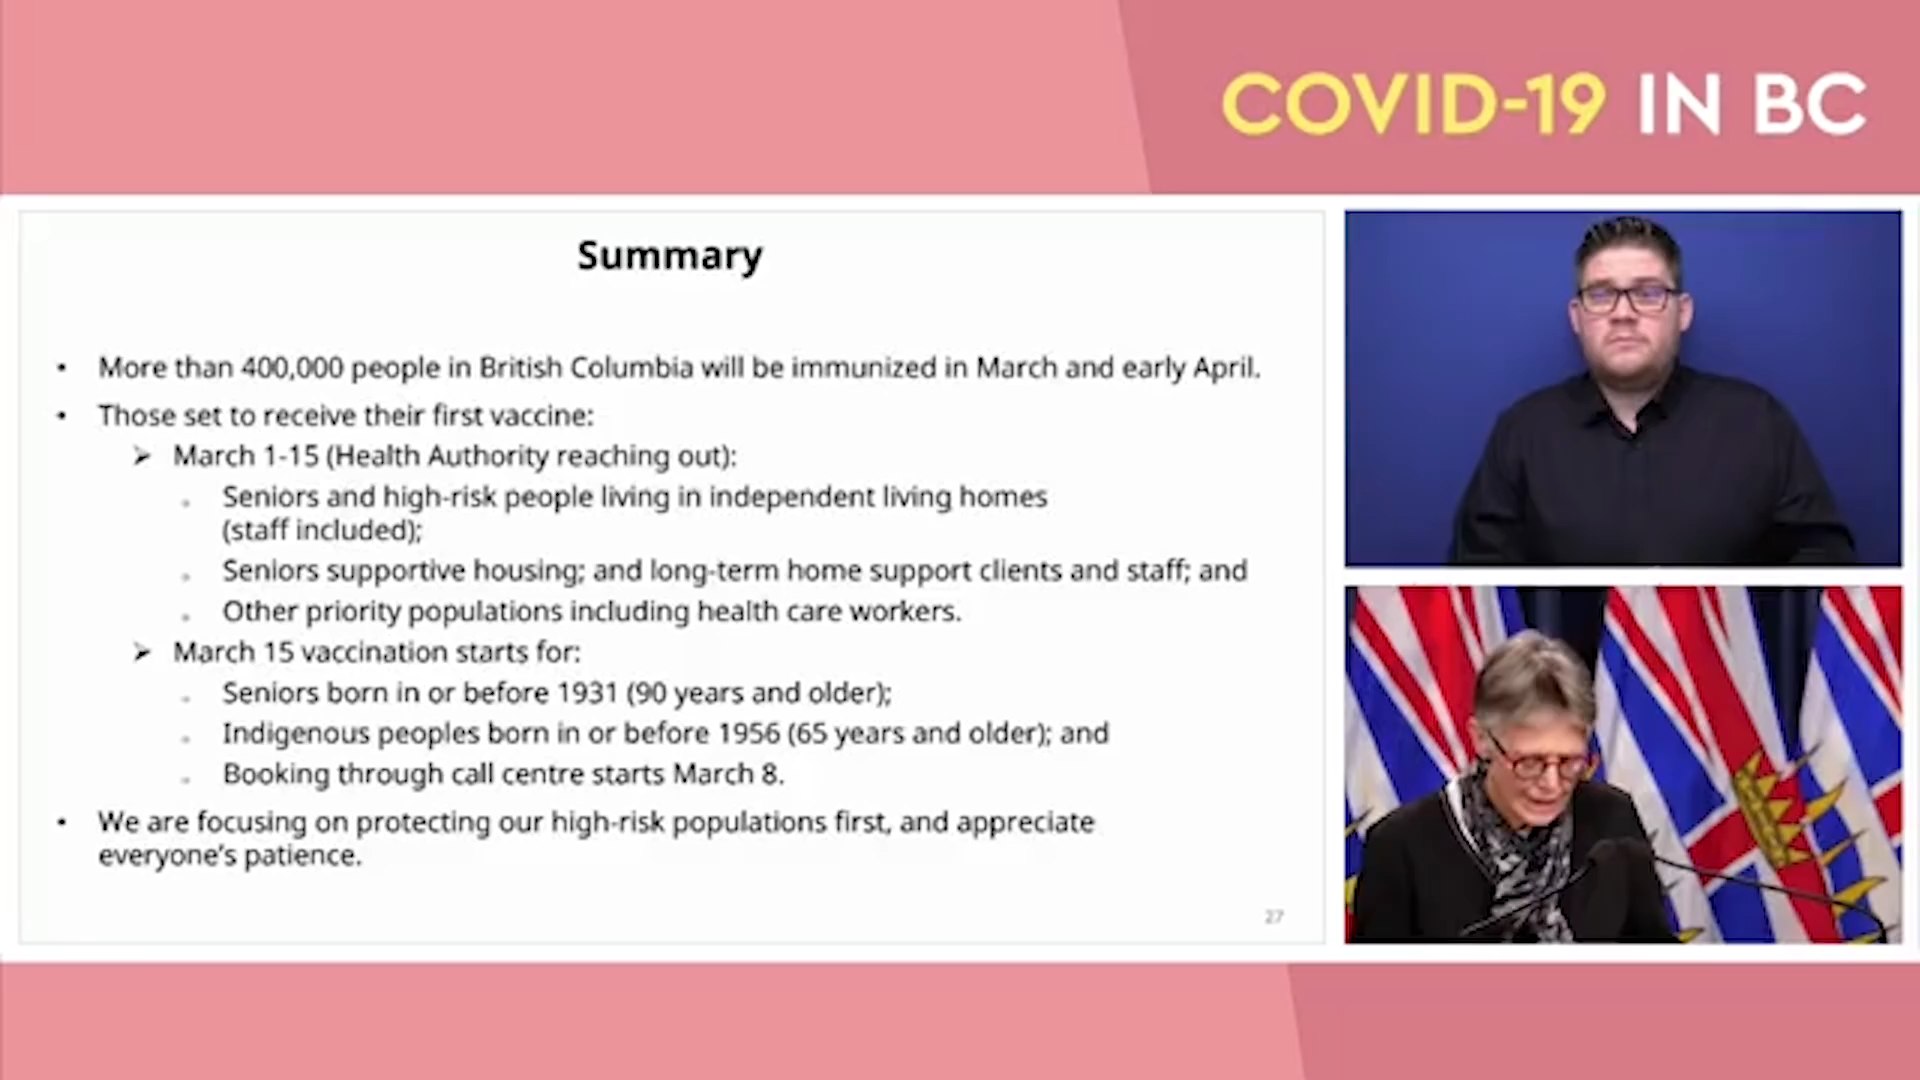 COVID-19 IN BC
Summary
• More than 400,000 people in British Columbia will be immunized in March and early April.
• Those set to receive their first vaccine:
➢ March 1-15 (Health Authority reaching out):
Seniors and high-risk people living in independent living homes
(staff included);
Seniors supportive housing; and long-term home support clients and staff; and
Other priority populations including health care workers.
➢ March 15 vaccination starts for:
Seniors born in or before 1931 (90 years and older);
Indigenous peoples born in or before 1956 (65 years and older); and
Booking through call centre starts March 8.
• We are focusing on protecting our high-risk populations first, and appreciate
everyone's patience.
27